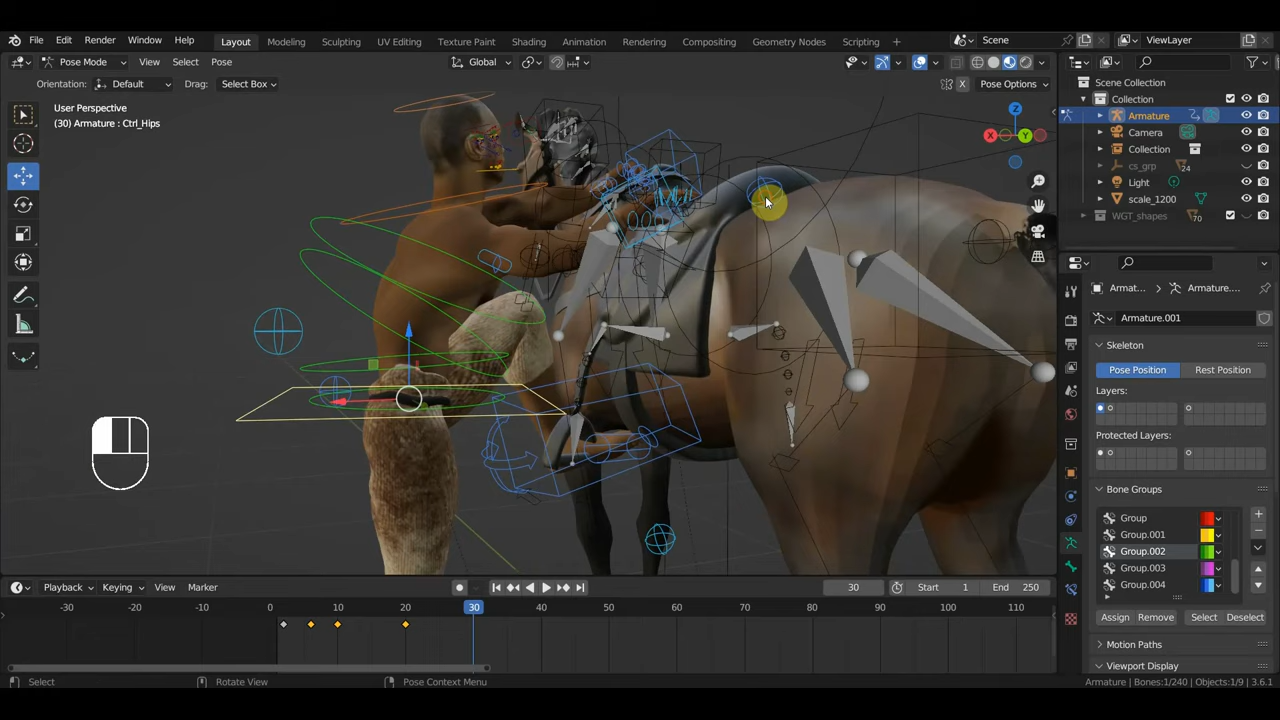 File Edit Render Window Help Layout Modeling Sculpting UV Editing Texture Paint Shading Animation Rendering Compositing Geometry Nodes Scripting + Scene ViewLayer
Pose Mode View Select Pose Global
Orientation: Default Drag: Select Box X Pose Options
User Perspective
(30) Armature : Ctrl_Hips
Z
X Y
Scene Collection
Collection
Armature
Camera
Collection
cs_grp 24
Light
scale_1200
WGT_shapes 70
Armat... > Armature....
Armature.001
Skeleton
Pose Position Rest Position
Layers:
Protected Layers:
Bone Groups
Group
Group.001
Group.002
Group.003
Group.004
Assign Remove Select Deselect
Motion Paths
Viewport Display
Playback Keying View Marker 30 Start 1 End 250
-30 -20 -10 0 10 20 30 40 50 60 70 80 90 100 110
Select Rotate View Pose Context Menu Armature | Bones:1/240 | Objects:1/9 | 3.6.1